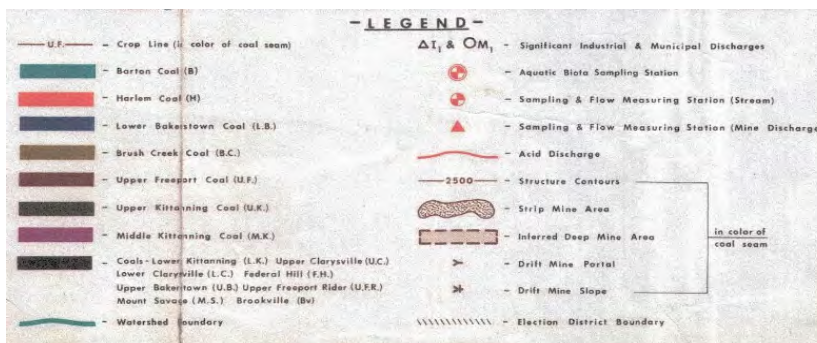 -LEGEND-
U.F. - Crop Line (in color of coal seam)
Barton Coal (B)
- Harlem Coal (H)
- Lower Bakerstown Coal (L.B.)
- Brush Creek Coal (B.C.)
- Upper Freeport Coal (U.F.)
- Upper Kittanning Coal (U.K.)
- Middle Kittanning Coal (M.K.)
- Coals-Lower Kittanning (L.K.) Upper Clarysville (U.C.)
Lower Clarysville (L.C.) Federal Hill (F.H.)
Upper Bakerstown (U.B.) Upper Freeport Rider (U.F.R.)
Mount Savage (M.S.) Brookville (Bv)
- Watershed Boundary
ΔI₁ & OM₁ - Significant Industrial & Municipal Discharges
- Aquatic Biota Sampling Station
- Sampling & Flow Measuring Station (Stream)
- Sampling & Flow Measuring Station (Mine Discharge
- Acid Discharge
2500 - Structure Contours
- Strip Mine Area
- Inferred Deep Mine Area
- Drift Mine Portal
- Drift Mine Slope
in color of
coal seam
- Election District Boundary